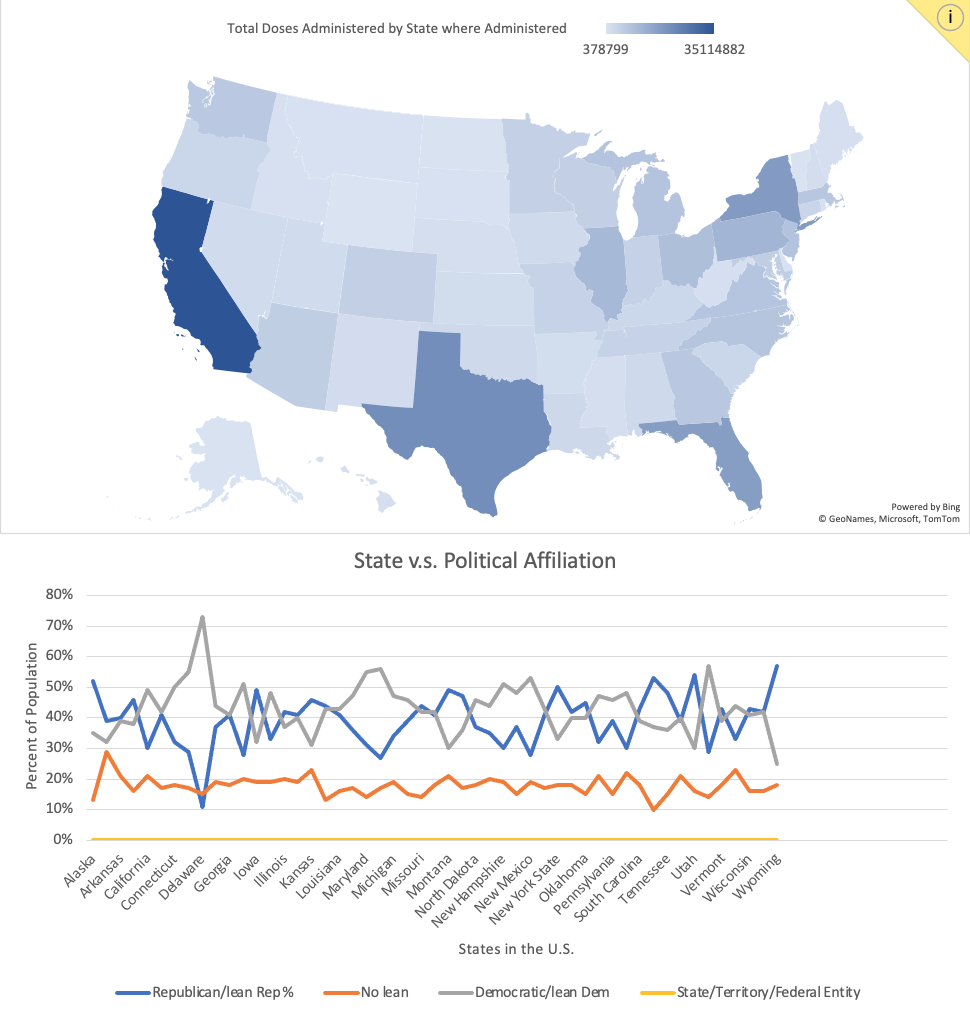 Total Doses Administered by State where Administered
378799 35114882
i
Powered by Bing
© GeoNames, Microsoft, TomTom
State v.s. Political Affiliation
Percent of Population
80%
70%
60%
50%
40%
30%
20%
10%
0%
Alaska
Arkansas
California
Connecticut
Delaware
Georgia
Iowa
Illinois
Kansas
Louisiana
Maryland
Michigan
Missouri
Montana
North Dakota
New Hampshire
New Mexico
New York State
Oklahoma
Pennsylvania
South Carolina
Tennessee
Utah
Vermont
Wisconsin
Wyoming
States in the U.S.
Republican/lean Rep % No lean Democratic/lean Dem State/Territory/Federal Entity